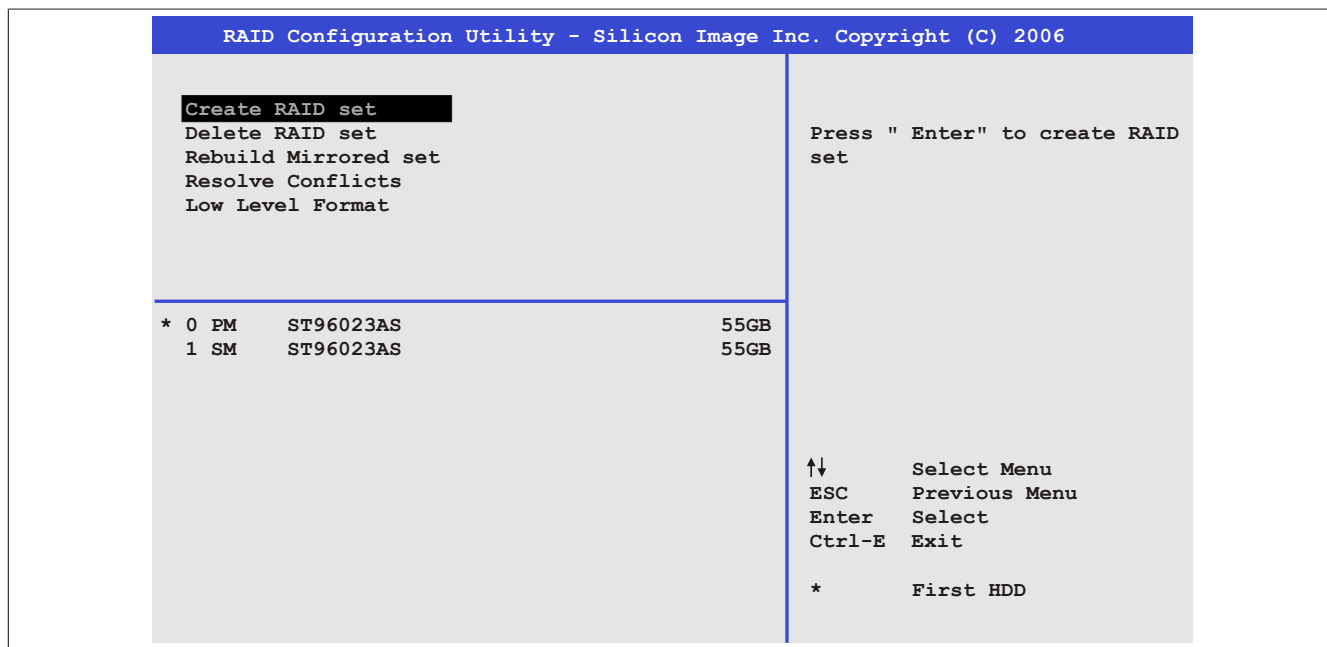 RAID Configuration Utility - Silicon Image Inc. Copyright (C) 2006
Create RAID set
Delete RAID set
Rebuild Mirrored set
Resolve Conflicts
Low Level Format
Press " Enter" to create RAID
set
* 0 PM ST96023AS 55GB
1 SM ST96023AS 55GB
↑↓ Select Menu
ESC Previous Menu
Enter Select
Ctrl-E Exit
* First HDD